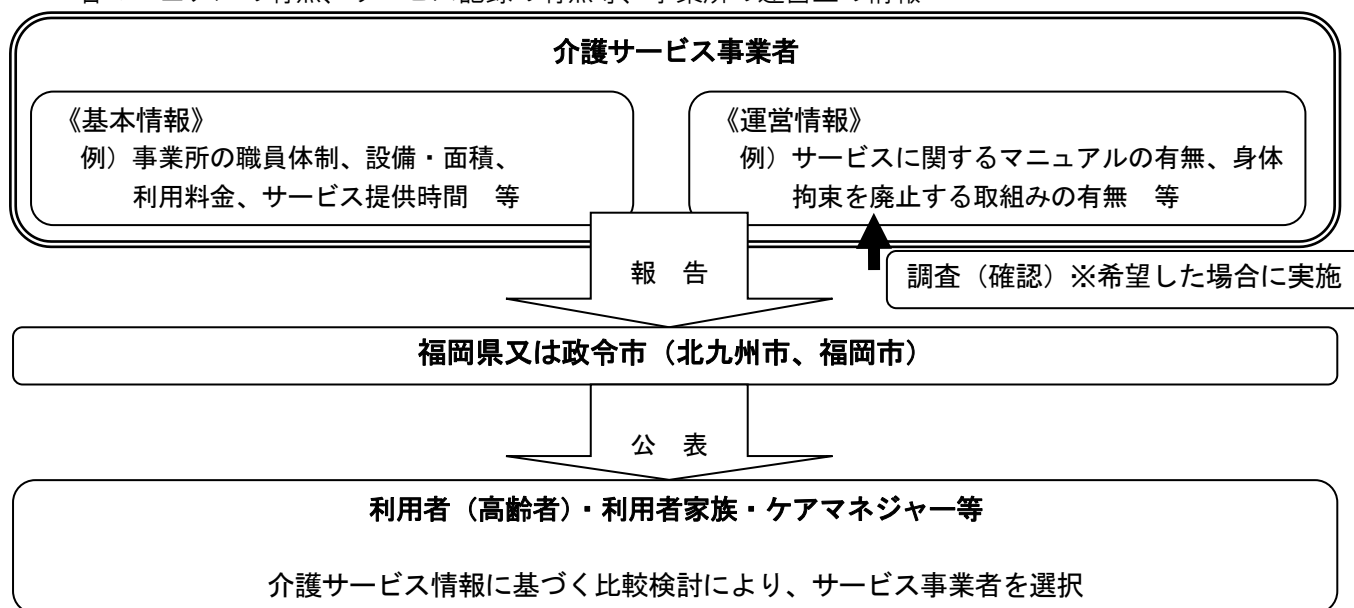 介護サービス事業者
《基本情報》
例）事業所の職員体制、設備・面積、
利用料金、サービス提供時間　等
《運営情報》
例）サービスに関するマニュアルの有無、身体
拘束を廃止する取組みの有無　等
報　告
調査（確認）※希望した場合に実施
福岡県又は政令市（北九州市、福岡市）
公　表
利用者（高齢者）・利用者家族・ケアマネジャー等
介護サービス情報に基づく比較検討により、サービス事業者を選択